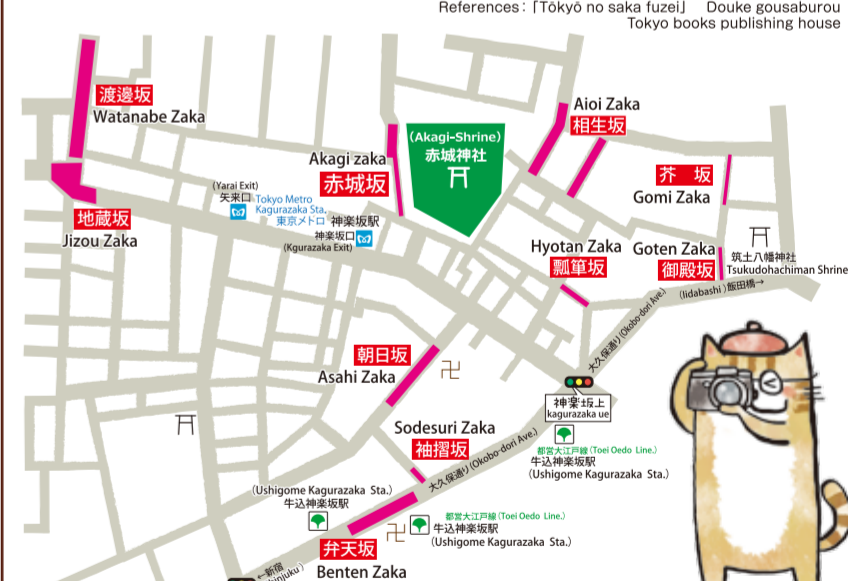 References：「Tōkyō no saka fuzei」 Douke gousaburou
Tokyo books publishing house
渡邊坂
Watanabe Zaka
地蔵坂
Jizou Zaka
(Yarai Exit)
矢来口
Tokyo Metro
Kagurazaka Sta.
東京メトロ 神楽坂駅
神楽坂口
(Kgurazaka Exit)
Akagi zaka
赤城坂
(Akagi-Shrine)
赤城神社
Aioi Zaka
相生坂
芥 坂
Gomi Zaka
Hyotan Zaka
瓢箪坂
Goten Zaka
御殿坂
筑土八幡神社
Tsukudohachiman Shrine
(Iidabashi)飯田橋→
大久保通り(Okobo-dori Ave.)
朝日坂
Asahi Zaka
神楽坂上
kagurazaka ue
都営大江戸線(Toei Oedo Line.)
牛込神楽坂駅
(Ushigome Kagurazaka Sta.)
Sodesuri Zaka
袖摺坂
大久保通り(Okobo-dori Ave.)
(Ushigome Kagurazaka Sta.)
牛込神楽坂駅
都営大江戸線(Toei Oedo Line.)
牛込神楽坂駅
(Ushigome Kagurazaka Sta.)
弁天坂
Benten Zaka
←新宿